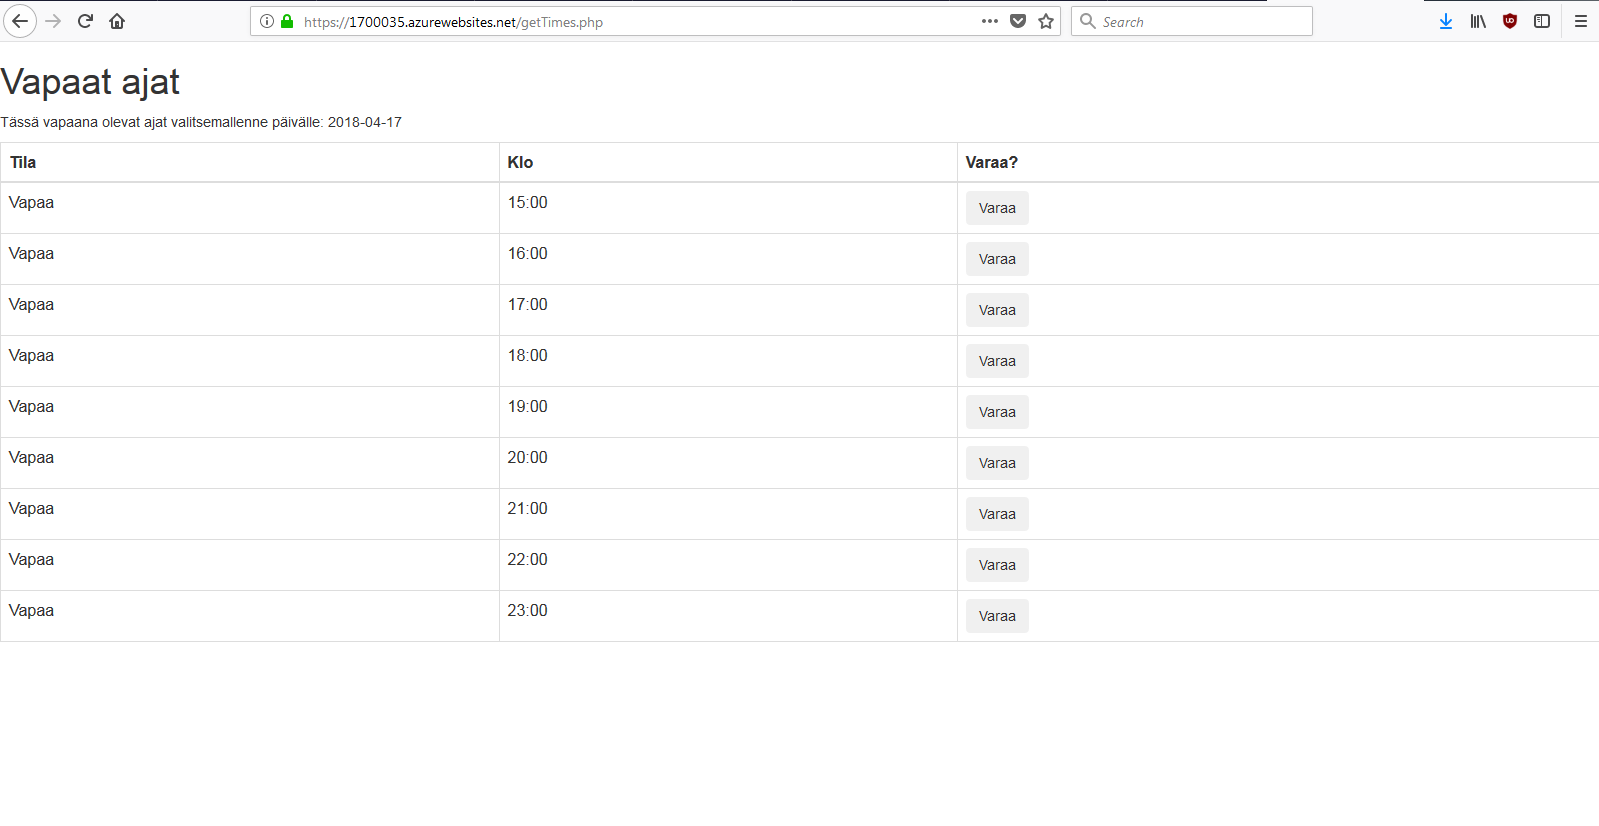 https://1700035.azurewebsites.net/getTimes.php
Search
Vapaat ajat
Tässä vapaana olevat ajat valitsemallenne päivälle: 2018-04-17
Tila Klo Varaa?
Vapaa 15:00 Varaa
Vapaa 16:00 Varaa
Vapaa 17:00 Varaa
Vapaa 18:00 Varaa
Vapaa 19:00 Varaa
Vapaa 20:00 Varaa
Vapaa 21:00 Varaa
Vapaa 22:00 Varaa
Vapaa 23:00 Varaa